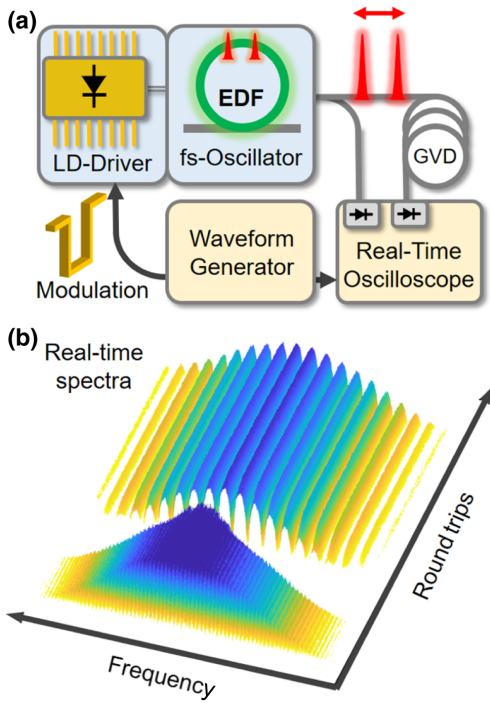 (a)
EDF
LD-Driver
fs-Oscillator
GVD
Modulation
Waveform
Generator
Real-Time
Oscilloscope
(b)
Real-time
spectra
Round trips
Frequency